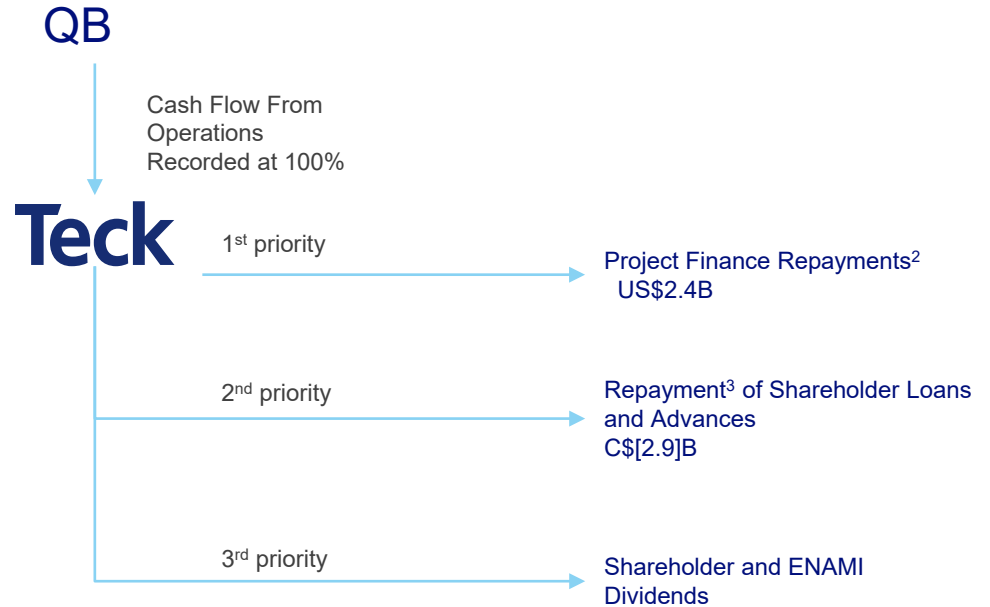 QB
Cash Flow From
Operations
Recorded at 100%
Teck
1st priority
Project Finance Repayments2
US$2.4B
2nd priority
Repayment3 of Shareholder Loans
and Advances
C$[2.9]B
3rd priority
Shareholder and ENAMI
Dividends